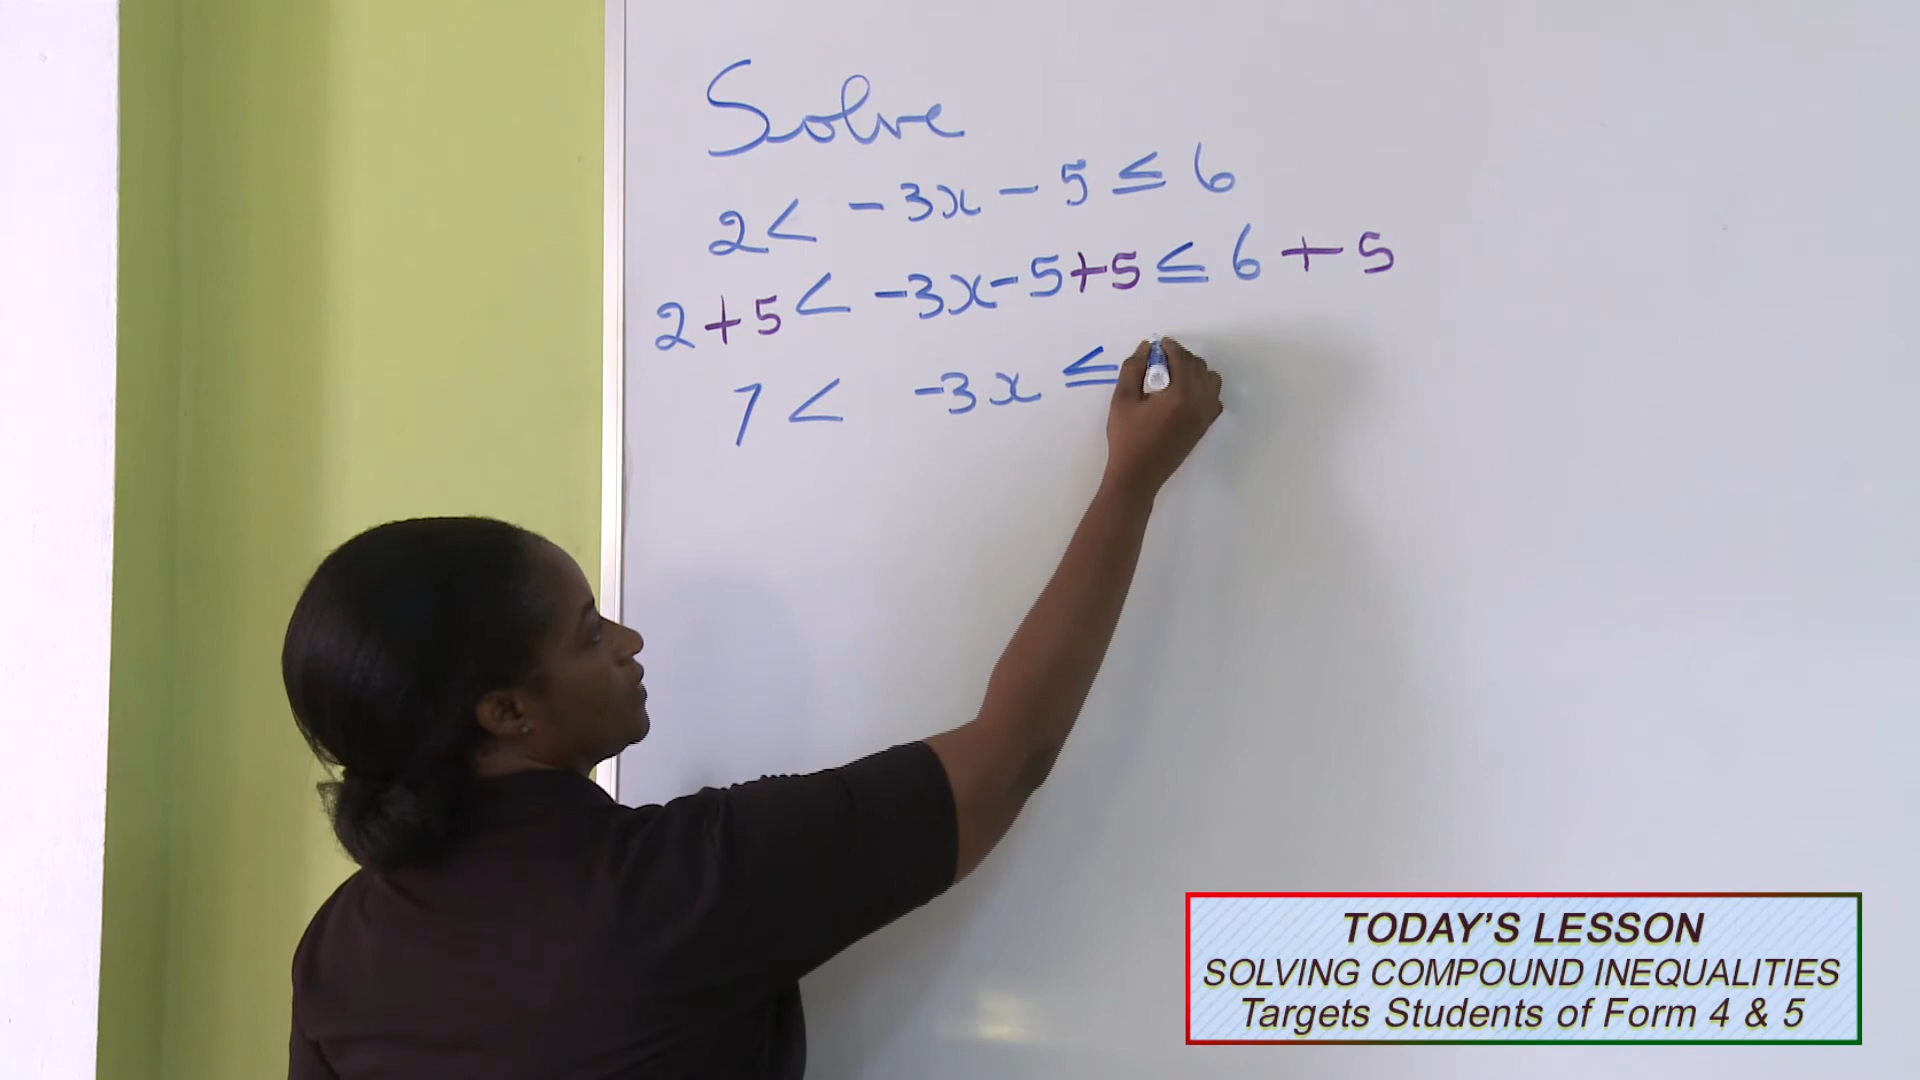 Solve
2 < -3x - 5 ≤ 6
2 + 5 < -3x - 5 + 5 ≤ 6 + 5
7 < -3x ≤
TODAY'S LESSON
SOLVING COMPOUND INEQUALITIES
Targets Students of Form 4 & 5